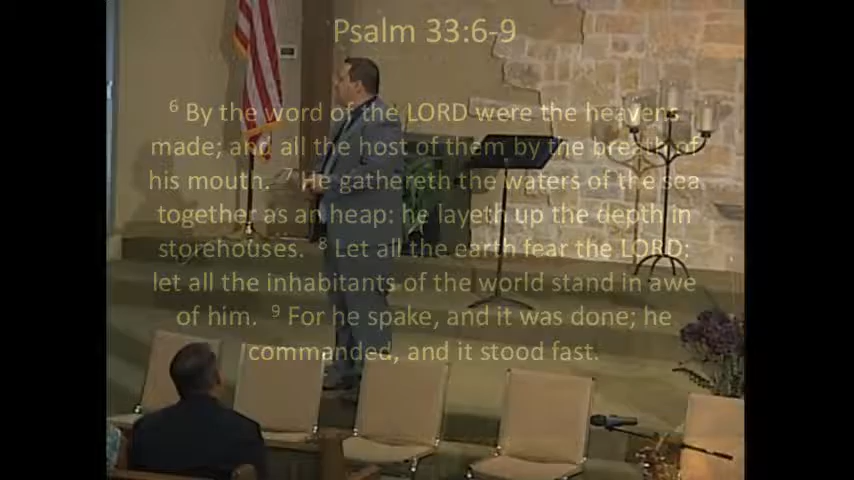 Psalm 33:6-9
6 By the word of the LORD were the heavens
made; and all the host of them by the breath of
his mouth. 7 He gathereth the waters of the sea
together as an heap: he layeth up the depth in
storehouses. 8 Let all the earth fear the LORD:
let all the inhabitants of the world stand in awe
of him. 9 For he spake, and it was done; he
commanded, and it stood fast.